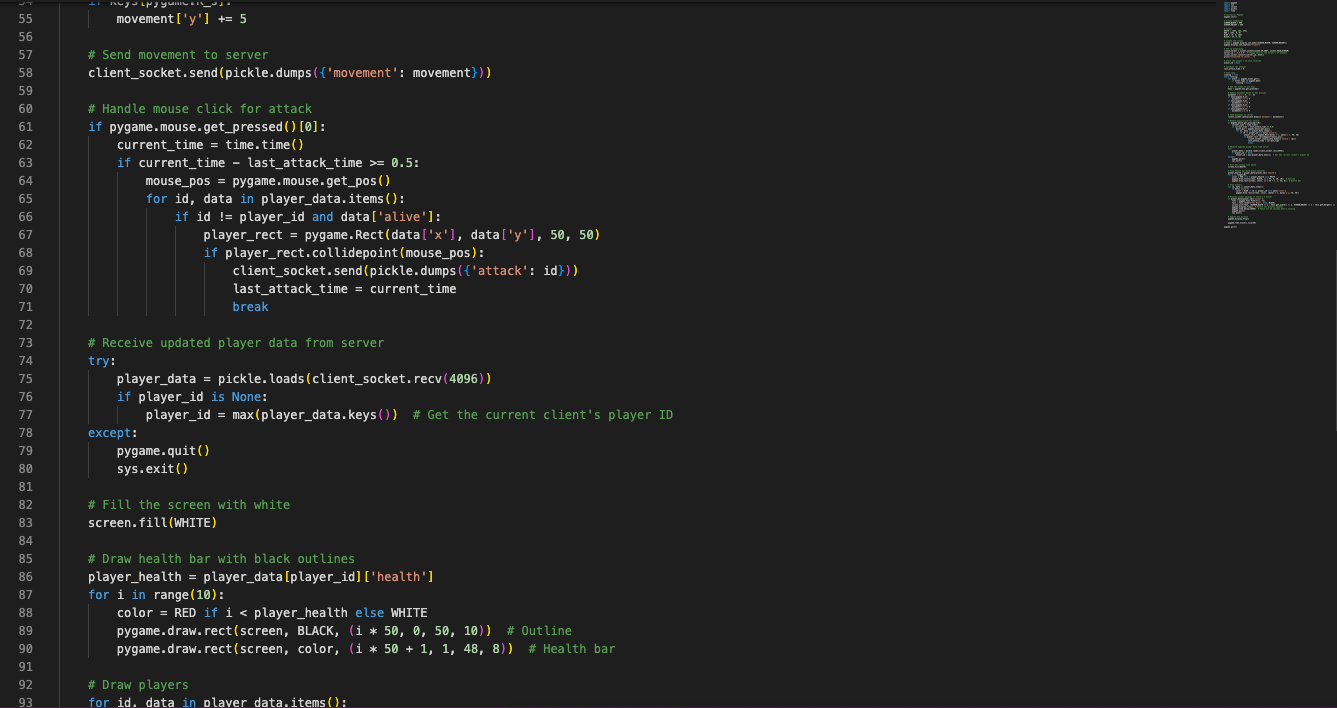 55 movement['y'] += 5
56
57 # Send movement to server
58 client_socket.send(pickle.dumps({'movement': movement}))
59
60 # Handle mouse click for attack
61 if pygame.mouse.get_pressed()[0]:
62 current_time = time.time()
63 if current_time - last_attack_time >= 0.5:
64 mouse_pos = pygame.mouse.get_pos()
65 for id, data in player_data.items():
66 if id != player_id and data['alive']:
67 player_rect = pygame.Rect(data['x'], data['y'], 50, 50)
68 if player_rect.collidepoint(mouse_pos):
69 client_socket.send(pickle.dumps({'attack': id}))
70 last_attack_time = current_time
71 break
72
73 # Receive updated player data from server
74 try:
75 player_data = pickle.loads(client_socket.recv(4096))
76 if player_id is None:
77 player_id = max(player_data.keys())  # Get the current client's player ID
78 except:
79 pygame.quit()
80 sys.exit()
81
82 # Fill the screen with white
83 screen.fill(WHITE)
84
85 # Draw health bar with black outlines
86 player_health = player_data[player_id]['health']
87 for i in range(10):
88 color = RED if i < player_health else WHITE
89 pygame.draw.rect(screen, BLACK, (i * 50, 0, 50, 10))  # Outline
90 pygame.draw.rect(screen, color, (i * 50 + 1, 1, 48, 8))  # Health bar
91
92 # Draw players
93 for id, data in player_data.items():